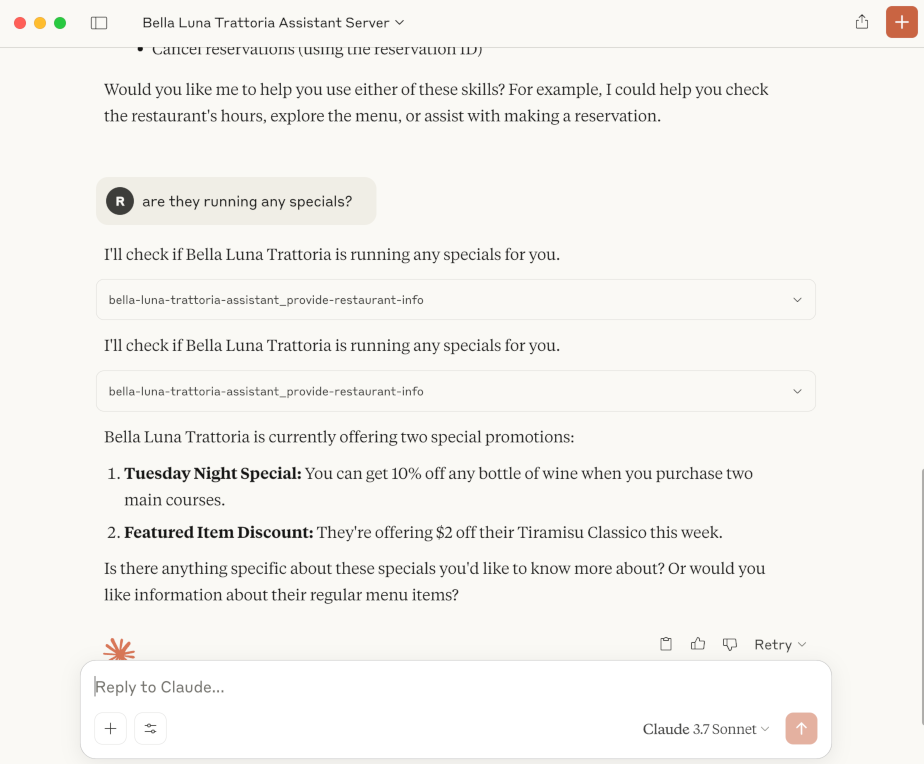 Bella Luna Trattoria Assistant Server
Cancel reservations (using the reservation ID)
Would you like me to help you use either of these skills? For example, I could help you check
the restaurant's hours, explore the menu, or assist with making a reservation.
R are they running any specials?
I'll check if Bella Luna Trattoria is running any specials for you.
bella-luna-trattoria-assistant_provide-restaurant-info
I'll check if Bella Luna Trattoria is running any specials for you.
bella-luna-trattoria-assistant_provide-restaurant-info
Bella Luna Trattoria is currently offering two special promotions:
1. Tuesday Night Special: You can get 10% off any bottle of wine when you purchase two
main courses.
2. Featured Item Discount: They're offering $2 off their Tiramisu Classico this week.
Is there anything specific about these specials you'd like to know more about? Or would you
like information about their regular menu items?
Retry
Reply to Claude...
Claude 3.7 Sonnet